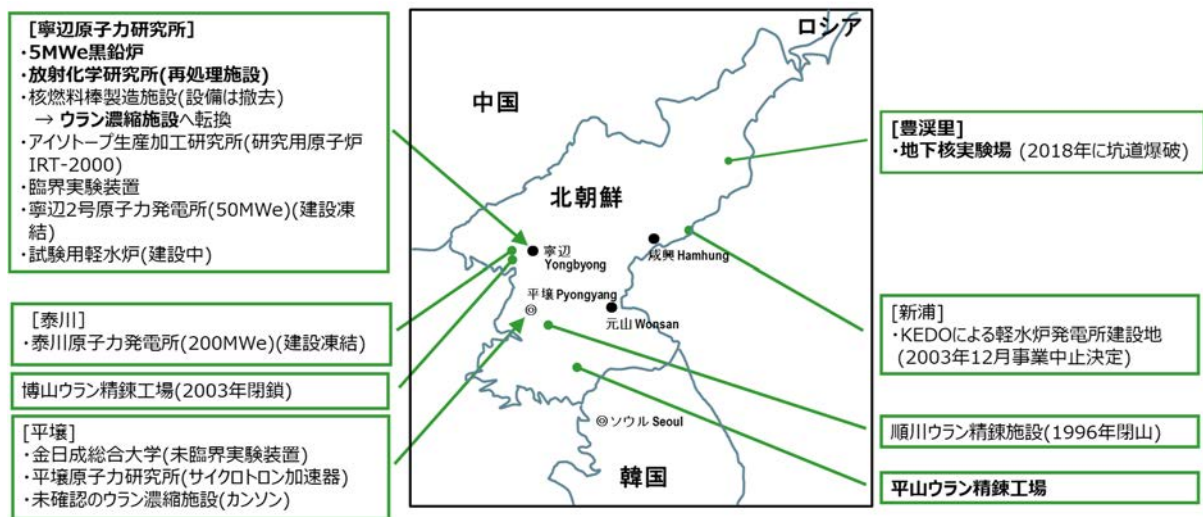 [寧辺原子力研究所]
・5MWe黒鉛炉
・放射化学研究所(再処理施設)
・核燃料棒製造施設(設備は撤去)
→ ウラン濃縮施設へ転換
・アイソトープ生産加工研究所(研究用原子炉
IRT-2000)
・臨界実験装置
・寧辺2号原子力発電所(50MWe)(建設凍
結)
・試験用軽水炉(建設中)
[泰川]
・泰川原子力発電所(200MWe)(建設凍結)
博山ウラン精錬工場(2003年閉鎖)
[平壌]
・金日成総合大学(未臨界実験装置)
・平壌原子力研究所(サイクロトロン加速器)
・未確認のウラン濃縮施設(カンソン)
ロシア
中国
北朝鮮
寧辺
Yongbyong
咸興 Hamhung
平壌 Pyongyang
元山 Wonsan
ソウル Seoul
韓国
[豊渓里]
・地下核実験場 (2018年に坑道爆破)
[新浦]
・KEDOによる軽水炉発電所建設地
(2003年12月事業中止決定)
順川ウラン精錬施設(1996年閉山)
平山ウラン精錬工場